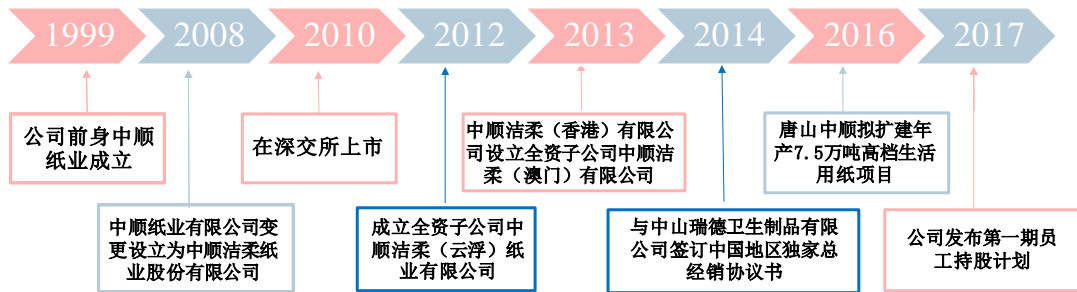 1999
2008
2010
2012
2013
2014
2016
2017
公司前身中顺
纸业成立
中顺纸业有限公司变
更设立为中顺洁柔纸
业股份有限公司
在深交所上市
成立全资子公司中
顺洁柔（云浮）纸
业有限公司
中顺洁柔（香港）有限公
司设立全资子公司中顺洁
柔（澳门）有限公司
与中山瑞德卫生制品有限
公司签订中国地区独家总
经销协议书
唐山中顺拟扩建年
产7.5万吨高档生活
用纸项目
公司发布第一期员
工持股计划